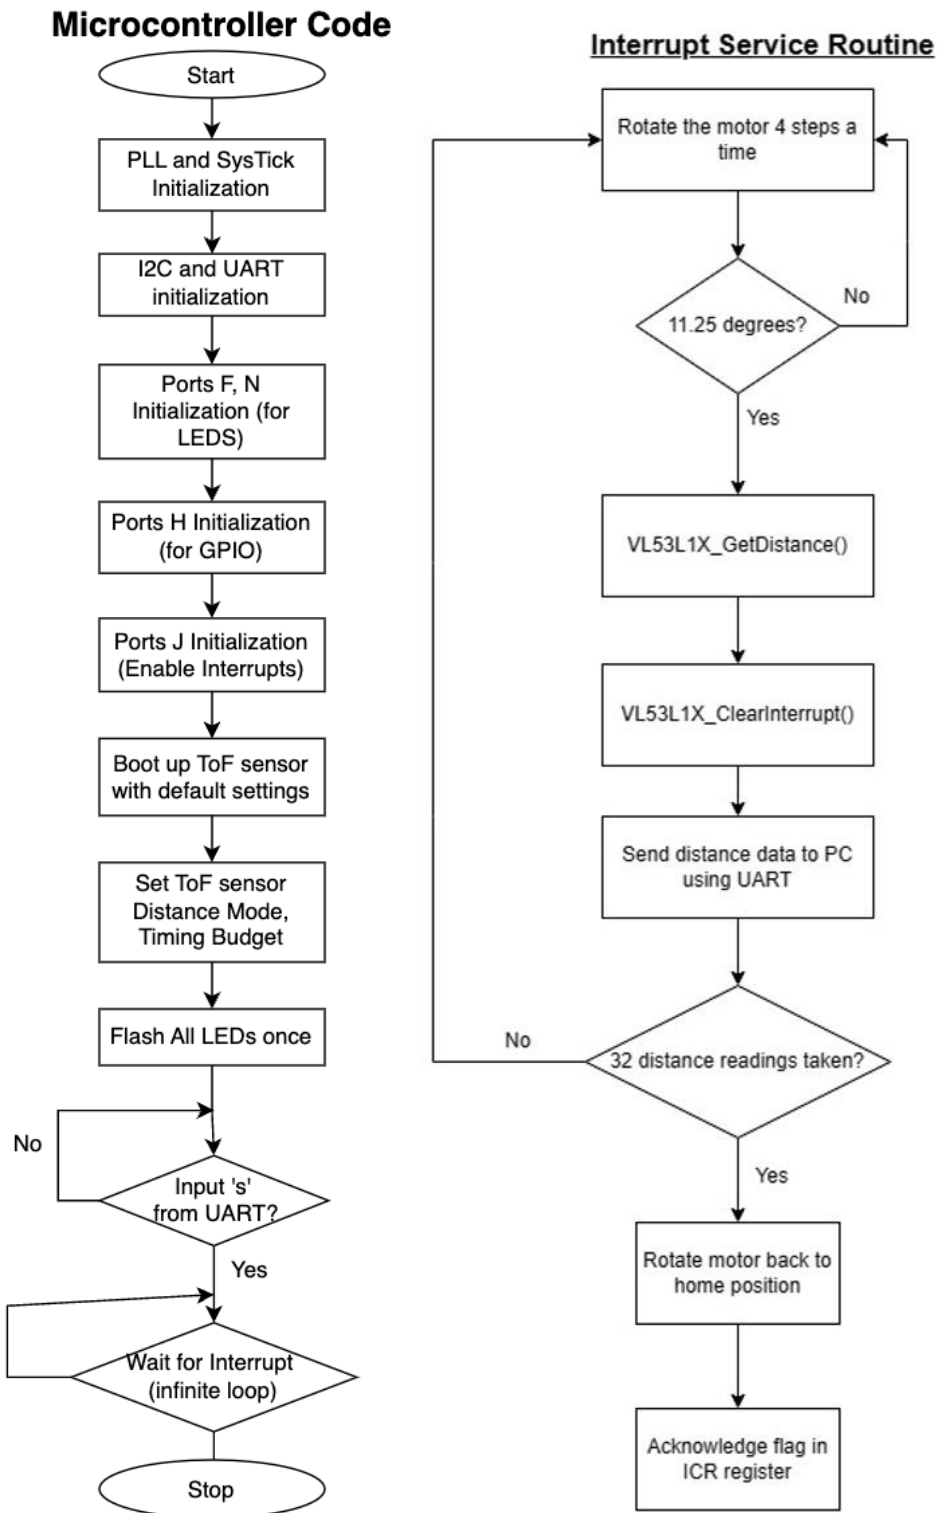 Microcontroller Code
Start
PLL and SysTick
Initialization
I2C and UART
initialization
Ports F, N
Initialization (for
LEDS)
Ports H Initialization
(for GPIO)
Ports J Initialization
(Enable Interrupts)
Boot up ToF sensor
with default settings
Set ToF sensor
Distance Mode,
Timing Budget
Flash All LEDs once
No
Input 's'
from UART?
Yes
Wait for Interrupt
(infinite loop)
Stop
Interrupt Service Routine
Rotate the motor 4 steps a
time
11.25 degrees?
No
Yes
VL53L1X_GetDistance()
VL53L1X_ClearInterrupt()
Send distance data to PC
using UART
32 distance readings taken?
No
Yes
Rotate motor back to
home position
Acknowledge flag in
ICR register